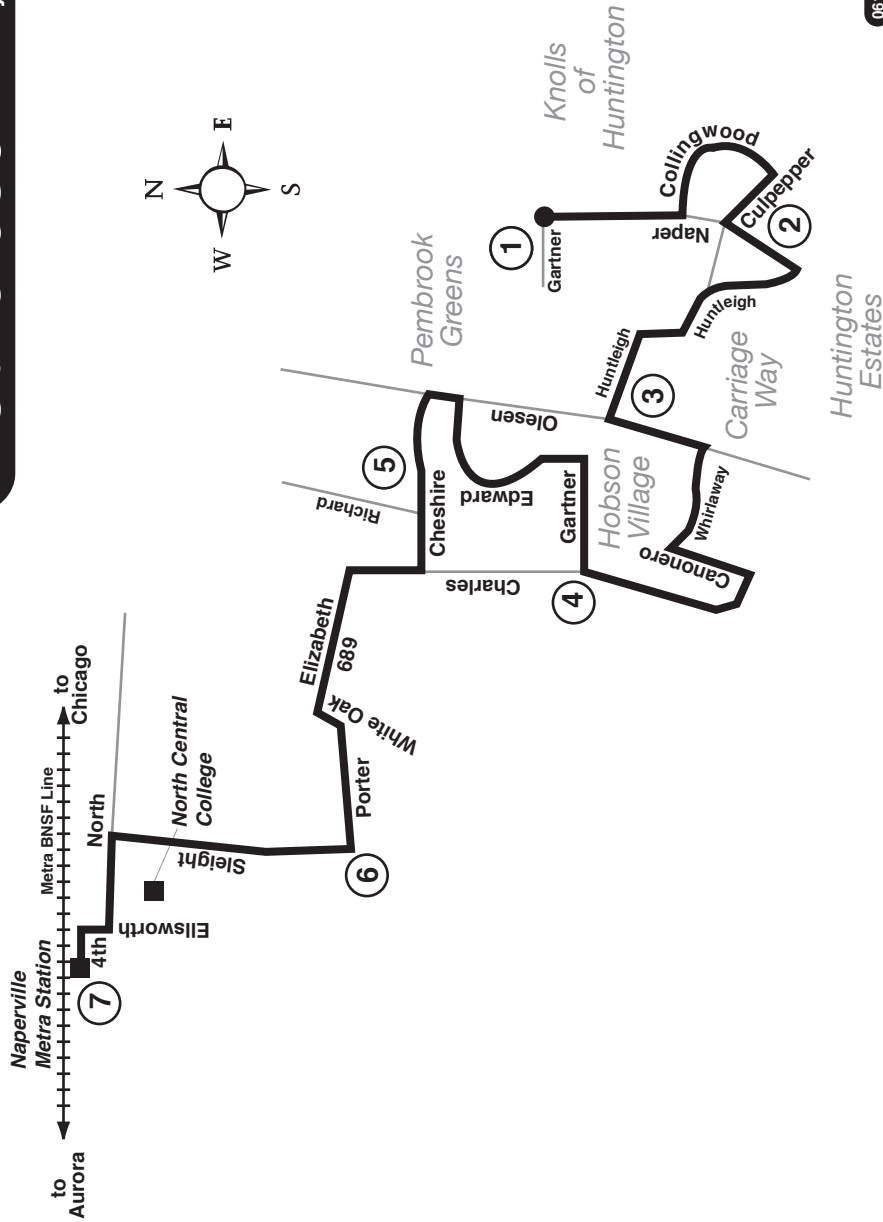 to
Aurora
Naperville
Metra Station
Metra BNSF Line
to
Chicago
7
4th
North
Ellsworth
Sleight
North Central
College
6
Porter
White Oak
Elizabeth
689
Richard
5
Cheshire
Charles
4
Edward
Gartner
Olesen
Pembrook
Greens
Hobson
Village
Canonero
Whirlaway
3
Huntleigh
Huntleigh
Carriage
Way
Huntington
Estates
1
Gartner
Naper
2
Culpepper
Collingwood
Knolls
of
Huntington
N
E
S
W